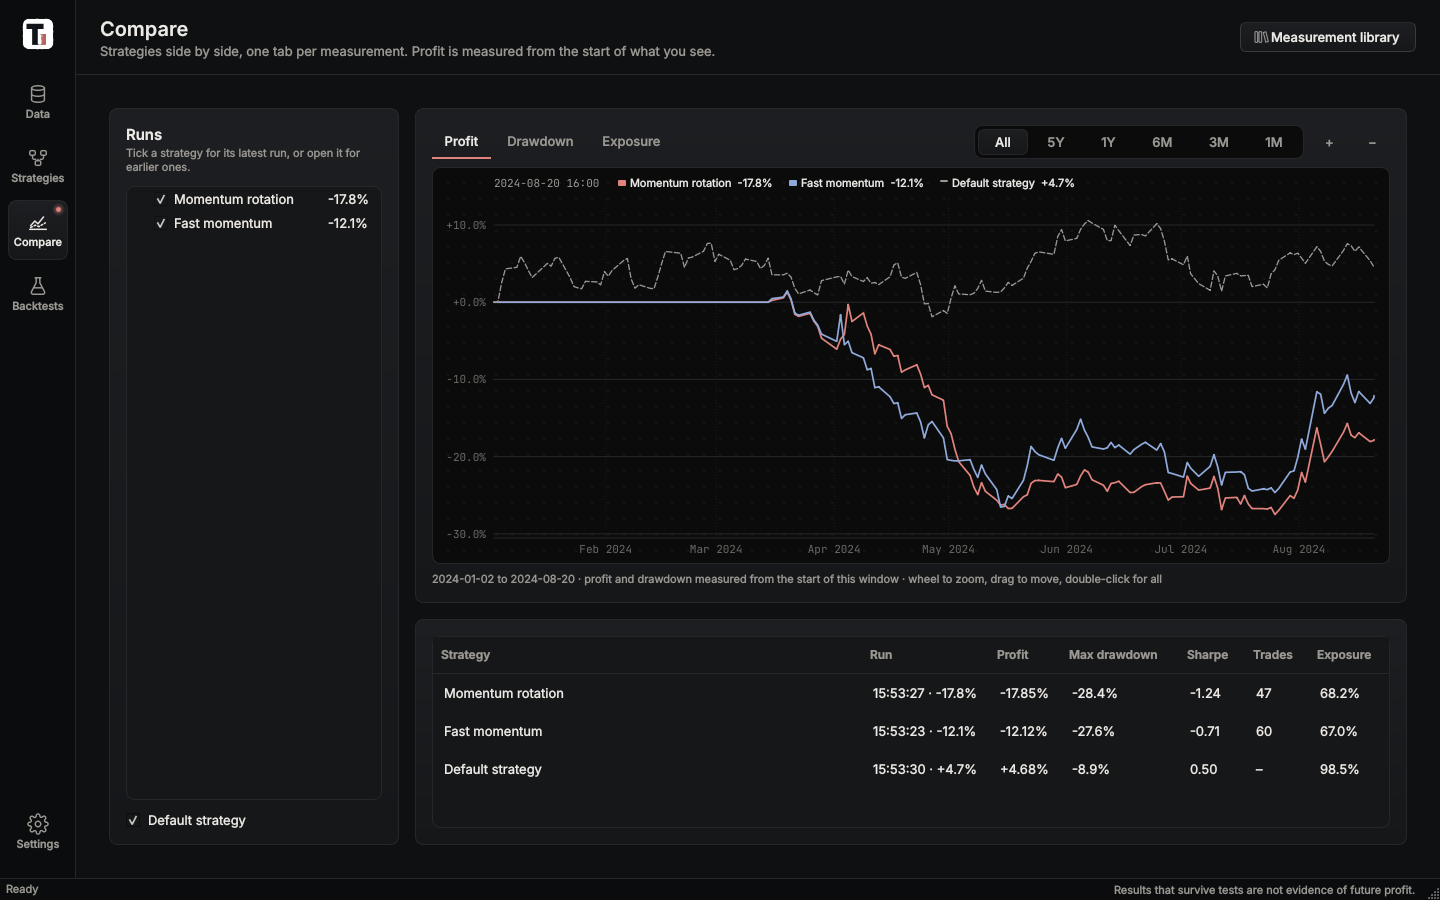 Compare
Strategies side by side, one tab per measurement. Profit is measured from the start of what you see.
Measurement library
Data
Strategies
Compare
Backtests
Settings
Runs
Tick a strategy for its latest run, or open it for
earlier ones.
✓ Momentum rotation -17.8%
✓ Fast momentum -12.1%
✓ Default strategy
Profit Drawdown Exposure
All 5Y 1Y 6M 3M 1M + −
2024-08-20 16:00 Momentum rotation -17.8% Fast momentum -12.1% Default strategy +4.7%
+10.0%
+0.0%
-10.0%
-20.0%
-30.0%
Feb 2024 Mar 2024 Apr 2024 May 2024 Jun 2024 Jul 2024 Aug 2024
2024-01-02 to 2024-08-20 · profit and drawdown measured from the start of this window · wheel to zoom, drag to move, double-click for all
Strategy Run Profit Max drawdown Sharpe Trades Exposure
Momentum rotation 15:53:27 · -17.8% -17.85% -28.4% -1.24 47 68.2%
Fast momentum 15:53:23 · -12.1% -12.12% -27.6% -0.71 60 67.0%
Default strategy 15:53:30 · +4.7% +4.68% -8.9% 0.50 – 98.5%
Ready
Results that survive tests are not evidence of future profit.